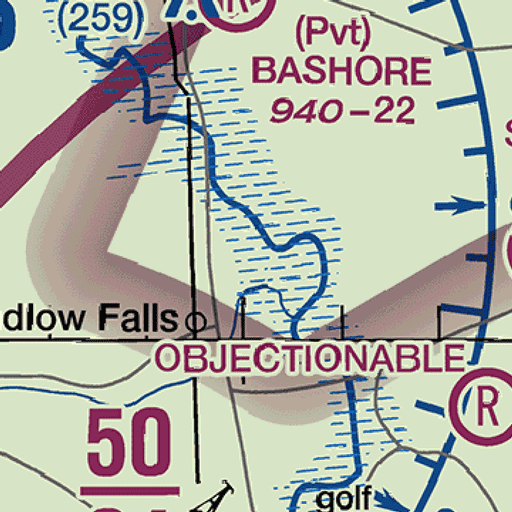 (259)
(Pvt)
BASHORE
940-22
dlow Falls
OBJECTIONABLE
R
50
golf